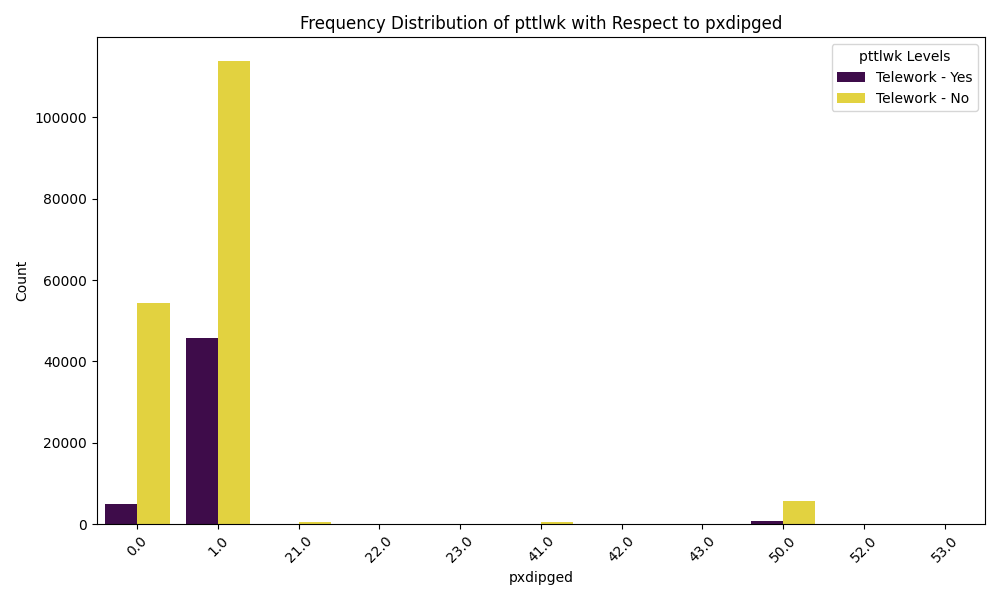 Frequency Distribution of pttlwk with Respect to pxdipged
pttlwk Levels
Telework - Yes
Telework - No
Count
100000
80000
60000
40000
20000
0
0.0
1.0
21.0
22.0
23.0
41.0
42.0
43.0
50.0
52.0
53.0
pxdipged